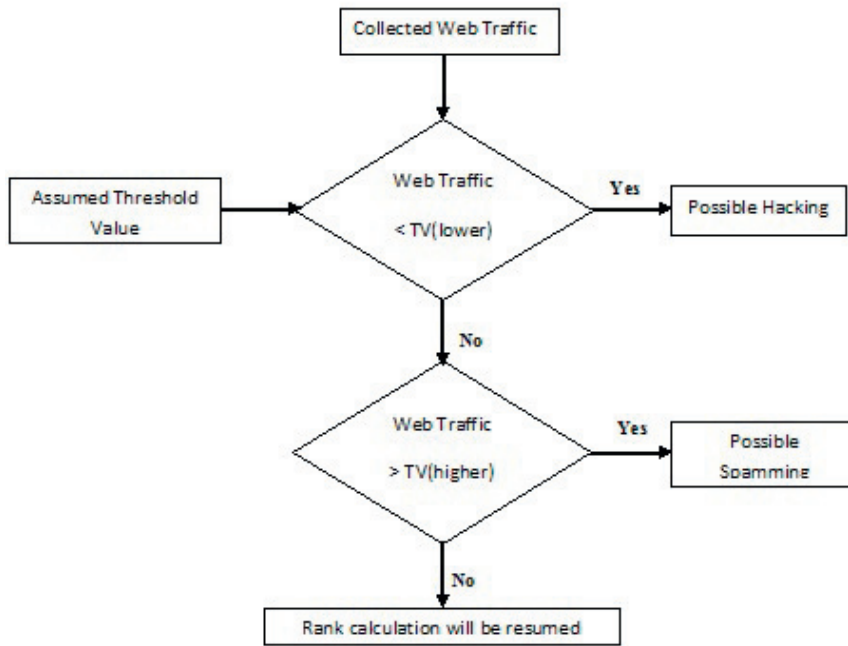 Collected Web Traffic
Web Traffic
< TV(lower)
Assumed Threshold
Value
Yes
Possible Hacking
No
Web Traffic
> TV(higher)
Yes
Possible
Spamming
No
Rank calculation will be resumed